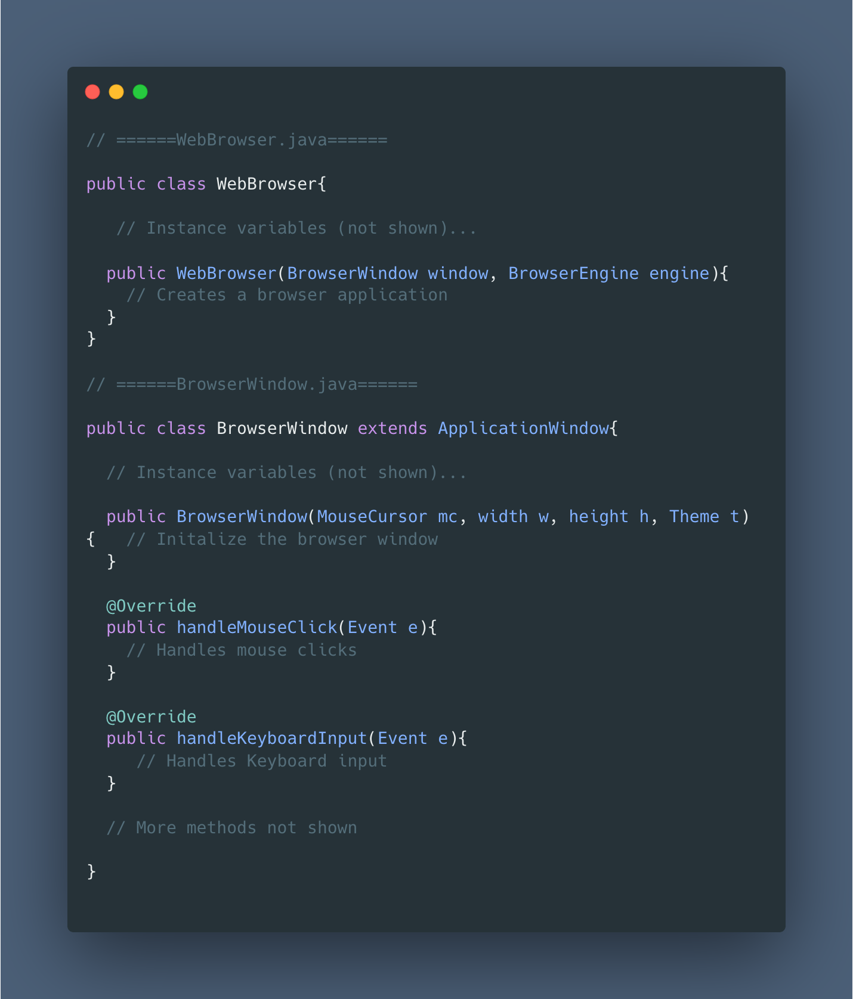 // ======WebBrowser.java======
public class WebBrowser{
// Instance variables (not shown)...
public WebBrowser(BrowserWindow window, BrowserEngine engine){
// Creates a browser application
}
}
// ======BrowserWindow.java======
public class BrowserWindow extends ApplicationWindow{
// Instance variables (not shown)...
public BrowserWindow(MouseCursor mc, width w, height h, Theme t)
{   // Initalize the browser window
}
@Override
public handleMouseClick(Event e){
// Handles mouse clicks
}
@Override
public handleKeyboardInput(Event e){
// Handles Keyboard input
}
// More methods not shown
}